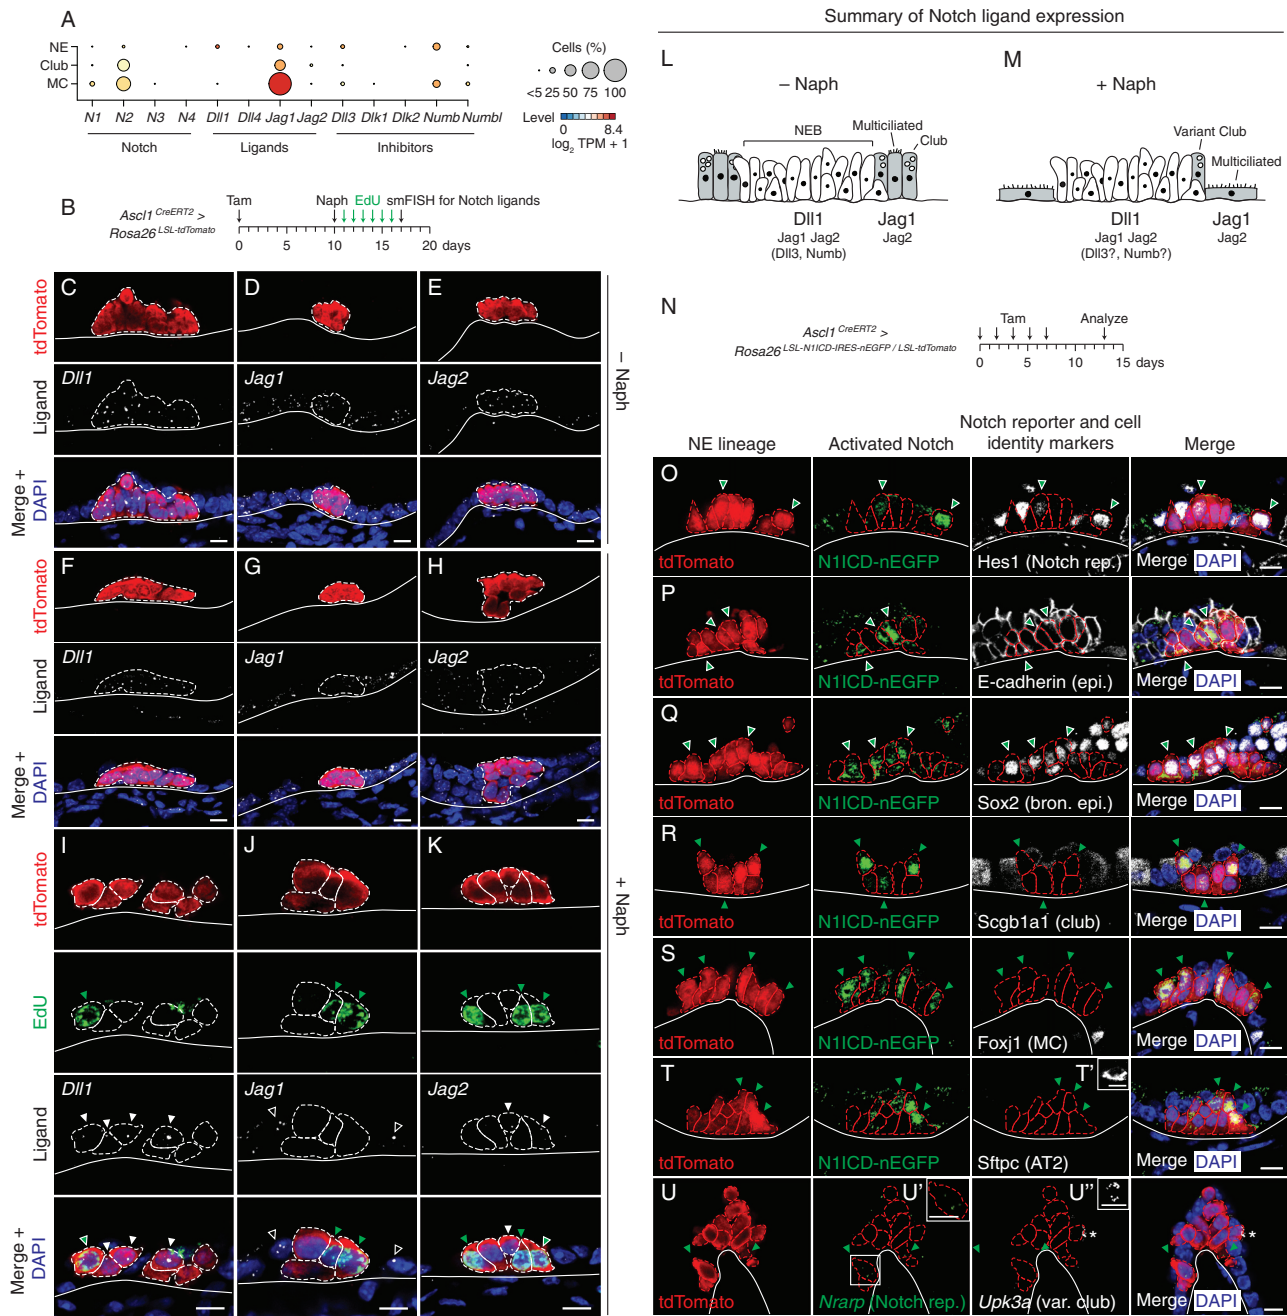 A
NE
Club
MC
N1 N2 N3 N4 Dll1 Dll4 Jag1 Jag2 Dll3 Dlk1 Dlk2 Numb Numbl
Notch Ligands Inhibitors
Cells (%)
<5 25 50 75 100
Level 0 8.4
log2 TPM + 1
B
Ascl1 CreERT2 >
Rosa26 LSL-tdTomato
Tam Naph EdU smFISH for Notch ligands
0 5 10 15 20 days
C D E
tdTomato
Ligand
Dll1 Jag1 Jag2
Merge + DAPI
– Naph
F G H
tdTomato
Ligand
Dll1 Jag1 Jag2
Merge + DAPI
I J K
tdTomato
EdU
Ligand
Dll1 Jag1 Jag2
Merge + DAPI
+ Naph
Summary of Notch ligand expression
L
– Naph
NEB
Multiciliated
Club
Dll1
Jag1 Jag2
(Dll3, Numb)
Jag1
Jag2
M
+ Naph
Variant Club
Multiciliated
Dll1
Jag1 Jag2
(Dll3?, Numb?)
Jag1
Jag2
N
Ascl1 CreERT2 >
Rosa26 LSL-N1ICD-IRES-nEGFP / LSL-tdTomato
Tam Analyze
0 5 10 15 days
NE lineage
Activated Notch
Notch reporter and cell
identity markers
Merge
O
tdTomato N1ICD-nEGFP Hes1 (Notch rep.) Merge DAPI
P
tdTomato N1ICD-nEGFP E-cadherin (epi.) Merge DAPI
Q
tdTomato N1ICD-nEGFP Sox2 (bron. epi.) Merge DAPI
R
tdTomato N1ICD-nEGFP Scgb1a1 (club) Merge DAPI
S
tdTomato N1ICD-nEGFP Foxj1 (MC) Merge DAPI
T T'
tdTomato N1ICD-nEGFP Sftpc (AT2) Merge DAPI
U U' U''
* *
tdTomato Nrarp (Notch rep.) Upk3a (var. club) Merge DAPI